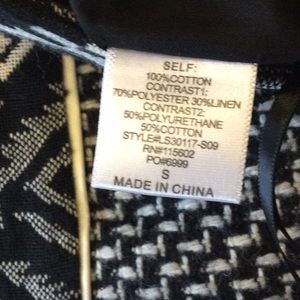 SELF:
100%COTTON
CONTRAST1:
70%POLYESTER 30%LINEN
CONTRAST2:
50%POLYURETHANE
50%COTTON
STYLE#LS30117-S09
RN#115602
PO#6999
S
MADE IN CHINA